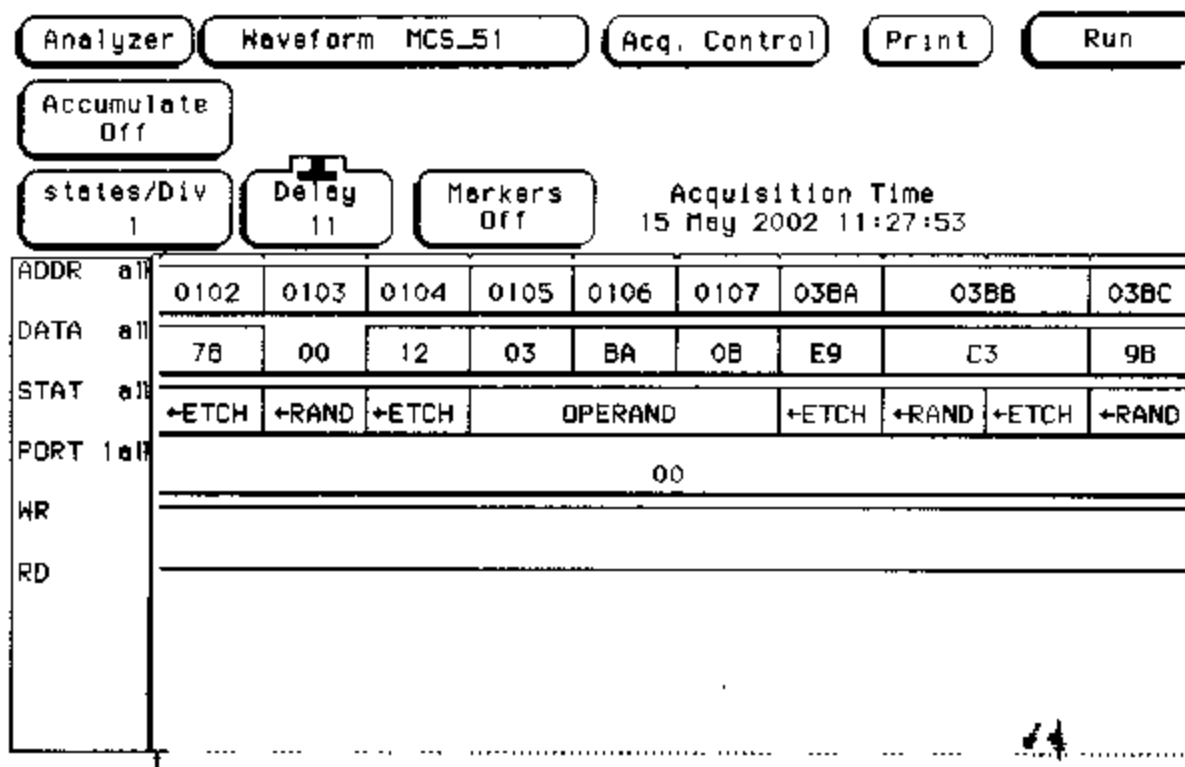 Analyzer Waveform MCS_51 Acq. Control Print Run
Accumulate
Off
states/Div Delay Markers Acquisition Time
1 11 Off 15 May 2002 11:27:53
ADDR all 0102 0103 0104 0105 0106 0107 03BA 03BB 03BC
DATA all 78 00 12 03 BA 0B E9 C3 9B
STAT all ←ETCH ←RAND ←ETCH OPERAND ←ETCH ←RAND ←ETCH ←RAND
PORT 1all 00
WR
RD